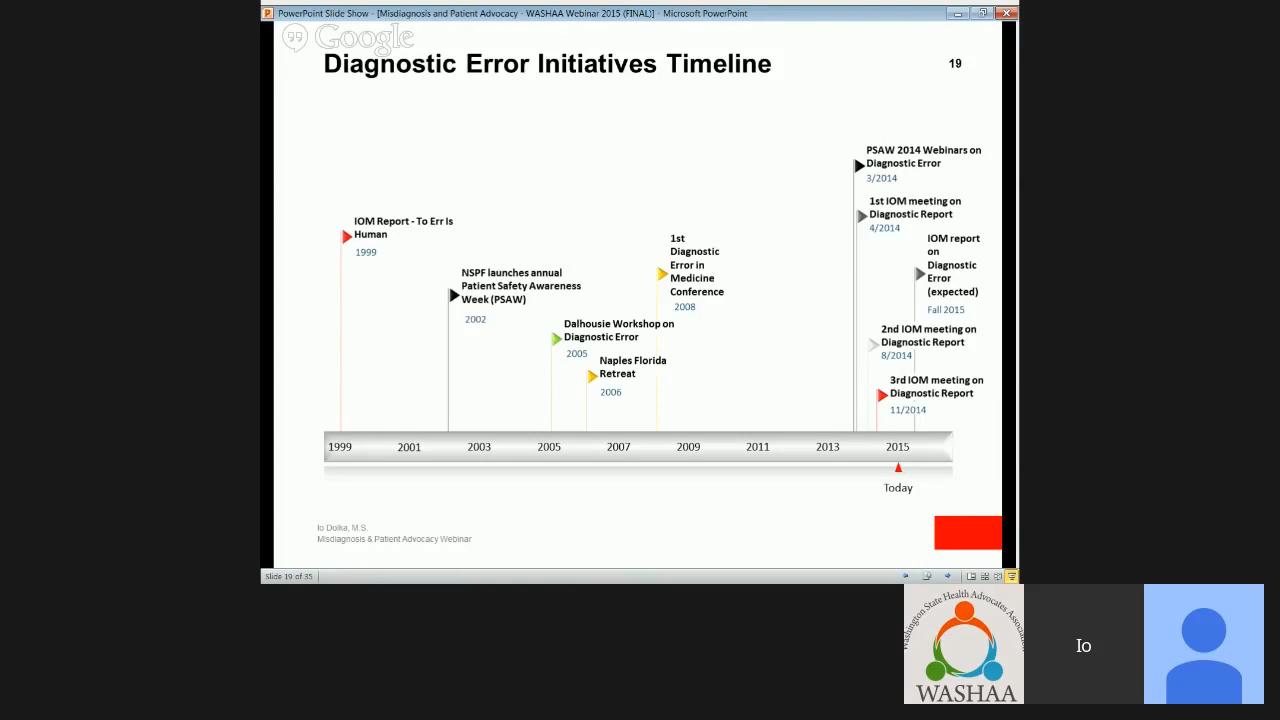 PowerPoint Slide Show - [Misdiagnosis and Patient Advocacy - WASHAA Webinar 2015 (FINAL)] - Microsoft PowerPoint
Google
Diagnostic Error Initiatives Timeline
19
PSAW 2014 Webinars on
Diagnostic Error
3/2014
1st IOM meeting on
Diagnostic Report
4/2014
IOM Report - To Err Is
Human
1999
1st
Diagnostic
Error in
Medicine
Conference
2008
IOM report
on
Diagnostic
Error
(expected)
Fall 2015
NSPF launches annual
Patient Safety Awareness
Week (PSAW)
2002
Dalhousie Workshop on
Diagnostic Error
2005
Naples Florida
Retreat
2006
2nd IOM meeting on
Diagnostic Report
8/2014
3rd IOM meeting on
Diagnostic Report
11/2014
1999 2001 2003 2005 2007 2009 2011 2013 2015
Today
Io Dolka, M.S.
Misdiagnosis & Patient Advocacy Webinar
Slide 19 of 35
Washington State Health Advocates Association
WASHAA
Io